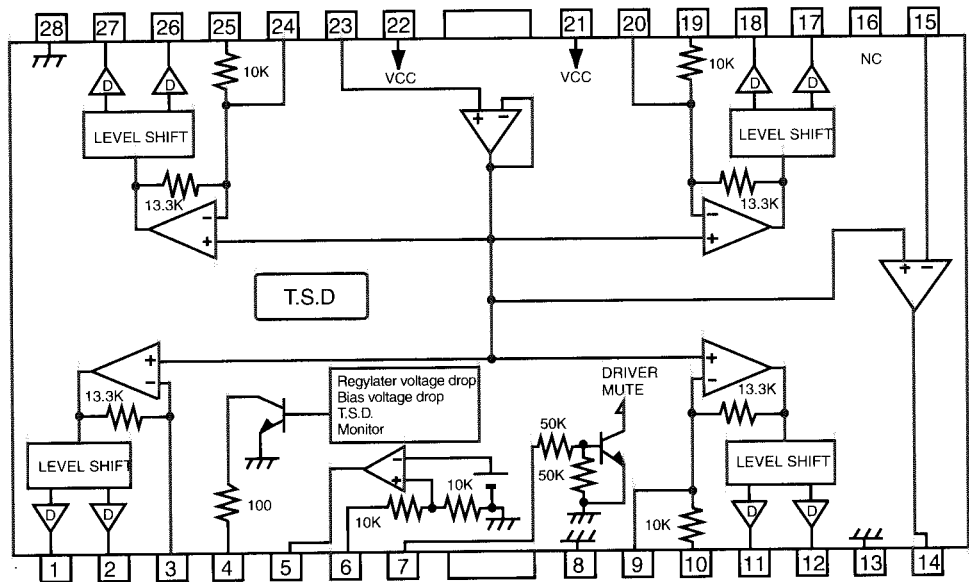 28 27 26 25 24 23 22 21 20 19 18 17 16 15
10K VCC VCC 10K NC
D D D D
LEVEL SHIFT + − LEVEL SHIFT
13.3K 13.3K
− −
+ + + −
T.S.D
+ +
− −
13.3K 13.3K
Regylater voltage drop
Bias voltage drop
T.S.D.
Monitor
DRIVER
MUTE
LEVEL SHIFT − 50K LEVEL SHIFT
+ 10K 50K
D D 100 10K 10K D D
1 2 3 4 5 6 7 8 9 10 11 12 13 14